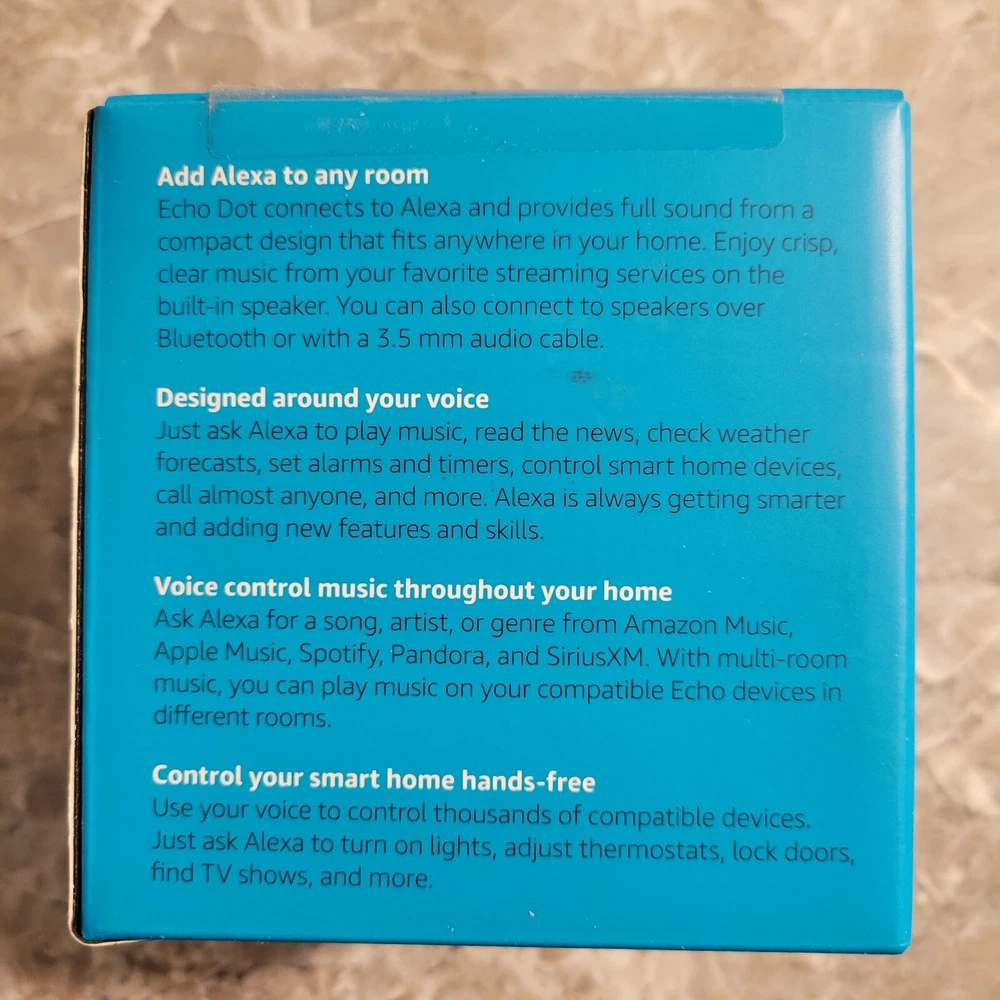 Add Alexa to any room
Echo Dot connects to Alexa and provides full sound from a
compact design that fits anywhere in your home. Enjoy crisp,
clear music from your favorite streaming services on the
built-in speaker. You can also connect to speakers over
Bluetooth or with a 3.5 mm audio cable.
Designed around your voice
Just ask Alexa to play music, read the news, check weather
forecasts, set alarms and timers, control smart home devices,
call almost anyone, and more. Alexa is always getting smarter
and adding new features and skills.
Voice control music throughout your home
Ask Alexa for a song, artist, or genre from Amazon Music,
Apple Music, Spotify, Pandora, and SiriusXM. With multi-room
music, you can play music on your compatible Echo devices in
different rooms.
Control your smart home hands-free
Use your voice to control thousands of compatible devices.
Just ask Alexa to turn on lights, adjust thermostats, lock doors,
find TV shows, and more.